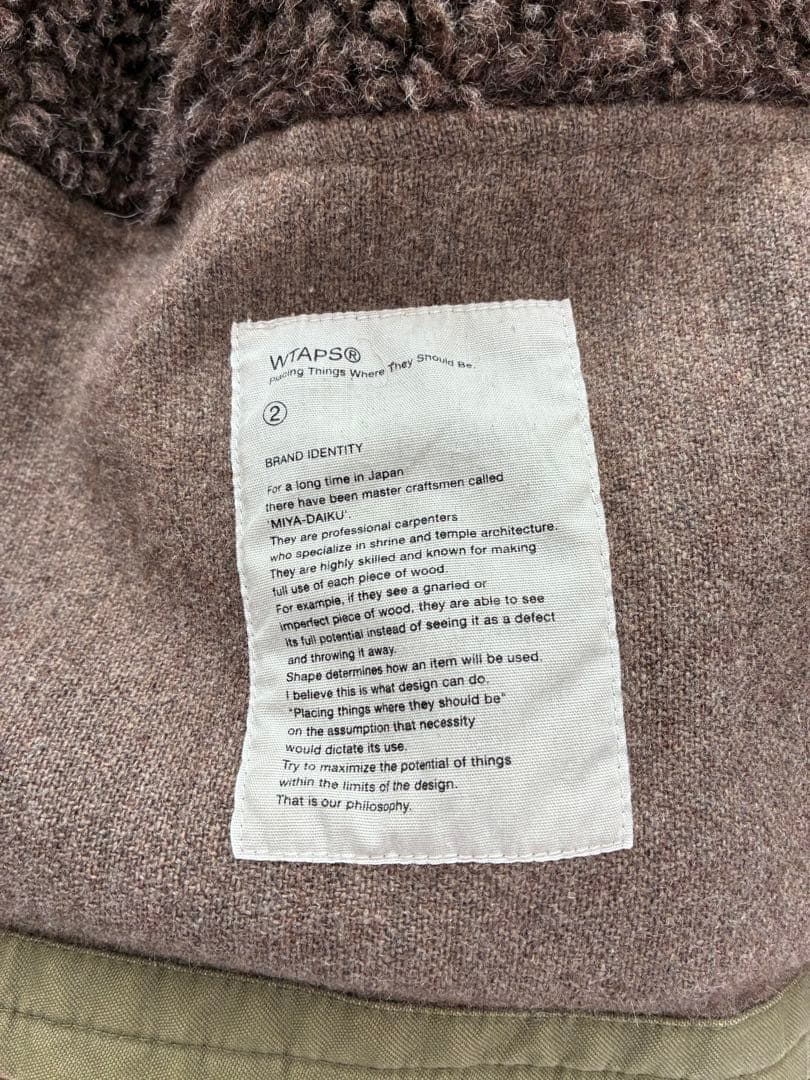 WTAPS®
Placing Things Where They Should Be.
②
BRAND IDENTITY
For a long time in Japan
there have been master craftsmen called
'MIYA-DAIKU'.
They are professional carpenters
who specialize in shrine and temple architecture.
They are highly skilled and known for making
full use of each piece of wood.
For example, if they see a gnarled or
imperfect piece of wood, they are able to see
its full potential instead of seeing it as a defect
and throwing it away.
Shape determines how an item will be used.
I believe this is what design can do.
"Placing things where they should be"
on the assumption that necessity
would dictate its use.
Try to maximize the potential of things
within the limits of the design.
That is our philosophy.